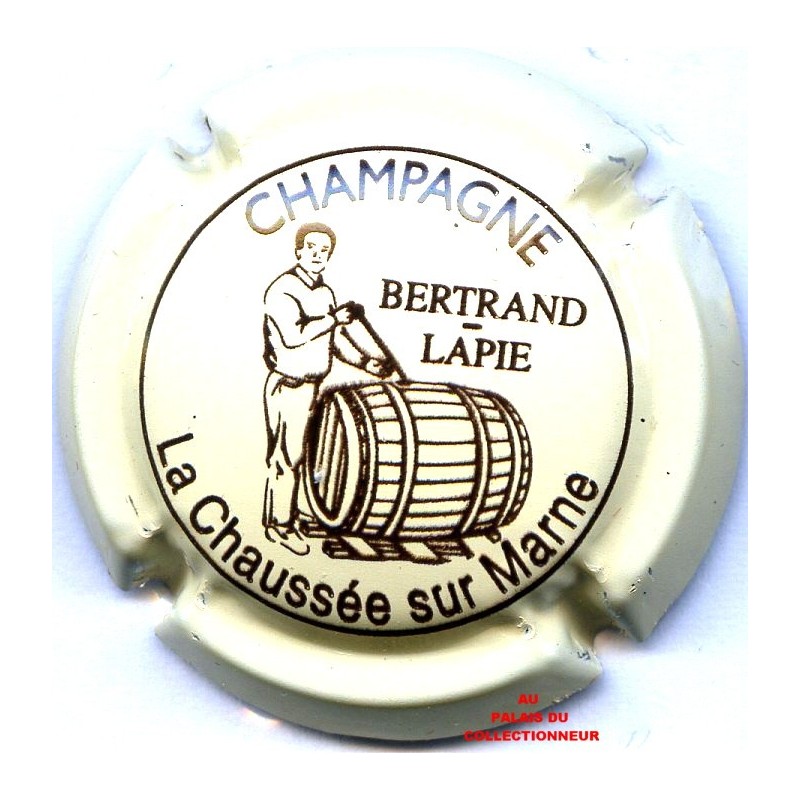 CHAMPAGNE
BERTRAND
-
LAPIE
La Chaussée sur Marne
AU
PALAIS DU
COLLECTIONNEUR